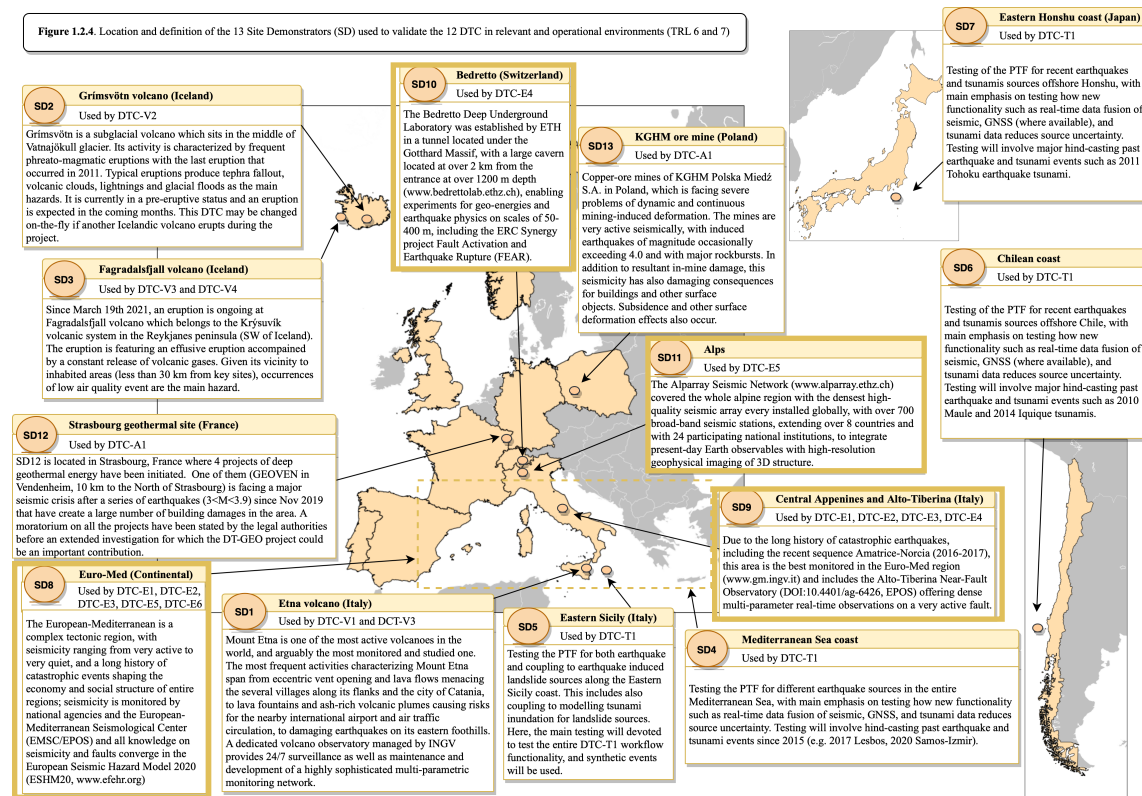 Figure 1.2.4. Location and definition of the 13 Site Demonstrators (SD) used to validate the 12 DTC in relevant and operational environments (TRL 6 and 7)
SD2
Grímsvötn volcano (Iceland)
Used by DTC-V2
Grímsvötn is a subglacial volcano which sits in the middle of
Vatnajökull glacier. Its activity is characterized by frequent
phreato-magmatic eruptions with the last eruption that
occurred in 2011. Typical eruptions produce tephra fallout,
volcanic clouds, lightnings and glacial floods as the main
hazards. It is currently in a pre-eruptive status and an eruption
is expected in the coming months. This DTC may be changed
on-the-fly if another Icelandic volcano erupts during the
project.
SD3
Fagradalsfjall volcano (Iceland)
Used by DTC-V3 and DTC-V4
Since March 19th 2021, an eruption is ongoing at
Fagradalsfjall volcano which belongs to the Krýsuvík
volcanic system in the Reykjanes peninsula (SW of Iceland).
The eruption is featuring an effusive eruption accompained
by a constant release of volcanic gases. Given its vicinity to
inhabited areas (less than 30 km from key sites), occurrences
of low air quality event are the main hazard.
SD12
Strasbourg geothermal site (France)
Used by DTC-A1
SD12 is located in Strasbourg, France where 4 projects of deep
geothermal energy have been initiated. One of them (GEOVEN in
Vendenheim, 10 km to the North of Strasbourg) is facing a major
seismic crisis after a series of earthquakes (3<M<3.9) since Nov 2019
that have create a large number of building damages in the area. A
moratorium on all the projects have been stated by the legal authorities
before an extended investigation for which the DT-GEO project could
be an important contribution.
SD8
Euro-Med (Continental)
Used by DTC-E1, DTC-E2,
DTC-E3, DTC-E5, DTC-E6
The European-Mediterranean is a
complex tectonic region, with
seismicity ranging from very active to
very quiet, and a long history of
catastrophic events shaping the
economy and social structure of entire
regions; seismicity is monitored by
national agencies and the European-
Mediterranean Seismological Center
(EMSC/EPOS) and all knowledge on
seismicity and faults converge in the
European Seismic Hazard Model 2020
(ESHM20, www.efehr.org)
SD10
Bedretto (Switzerland)
Used by DTC-E4
The Bedretto Deep Underground
Laboratory was established by ETH
in a tunnel located under the
Gotthard Massif, with a large cavern
located at over 2 km from the
entrance at over 1200 m depth
(www.bedrettolab.ethz.ch), enabling
experiments for geo-energies and
earthquake physics on scales of 50-
400 m, including the ERC Synergy
project Fault Activation and
Earthquake Rupture (FEAR).
SD13
KGHM ore mine (Poland)
Used by DTC-A1
Copper-ore mines of KGHM Polska Miedź
S.A. in Poland, which is facing severe
problems of dynamic and continuous
mining-induced deformation. The mines are
very active seismically, with induced
earthquakes of magnitude occasionally
exceeding 4.0 and with major rockbursts. In
addition to resultant in-mine damage, this
seismicity has also damaging consequences
for buildings and other surface
objects. Subsidence and other surface
deformation effects also occur.
SD11
Alps
Used by DTC-E5
The Alparray Seismic Network (www.alparray.ethz.ch)
covered the whole alpine region with the densest high-
quality seismic array every installed globally, with over 700
broad-band seismic stations, extending over 8 countries and
with 24 participating national institutions, to integrate
present-day Earth observables with high-resolution
geophysical imaging of 3D structure.
SD9
Central Appenines and Alto-Tiberina (Italy)
Used by DTC-E1, DTC-E2, DTC-E3, DTC-E4
Due to the long history of catastrophic earthquakes,
including the recent sequence Amatrice-Norcia (2016-2017),
this area is the best monitored in the Euro-Med region
(www.gm.ingv.it) and includes the Alto-Tiberina Near-Fault
Observatory (DOI:10.4401/ag-6426, EPOS) offering dense
multi-parameter real-time observations on a very active fault.
SD1
Etna volcano (Italy)
Used by DTC-V1 and DCT-V3
Mount Etna is one of the most active volcanoes in the
world, and arguably the most monitored and studied one.
The most frequent activities characterizing Mount Etna
span from eccentric vent opening and lava flows menacing
the several villages along its flanks and the city of Catania,
to lava fountains and ash-rich volcanic plumes causing risks
for the nearby international airport and air traffic
circulation, to damaging earthquakes on its eastern foothills.
A dedicated volcano observatory managed by INGV
provides 24/7 surveillance as well as maintenance and
development of a highly sophisticated multi-parametric
monitoring network.
SD5
Eastern Sicily (Italy)
Used by DTC-T1
Testing the PTF for both earthquake
and coupling to earthquake induced
landslide sources along the Eastern
Sicily coast. This includes also
coupling to modelling tsunami
inundation for landslide sources.
Here, the main testing will devoted
to test the entire DTC-T1 workflow
functionality, and synthetic events
will be used.
SD4
Mediterranean Sea coast
Used by DTC-T1
Testing the PTF for different earthquake sources in the entire
Mediterranean Sea, with main emphasis on testing how new functionality
such as real-time data fusion of seismic, GNSS, and tsunami data reduces
source uncertainty. Testing will involve hind-casting past earthquake and
tsunami events since 2015 (e.g. 2017 Lesbos, 2020 Samos-Izmir).
SD7
Eastern Honshu coast (Japan)
Used by DTC-T1
Testing of the PTF for recent earthquakes
and tsunamis sources offshore Honshu, with
main emphasis on testing how new
functionality such as real-time data fusion of
seismic, GNSS (where available), and
tsunami data reduces source uncertainty.
Testing will involve major hind-casting past
earthquake and tsunami events such as 2011
Tohoku earthquake tsunami.
SD6
Chilean coast
Used by DTC-T1
Testing of the PTF for recent earthquakes
and tsunamis sources offshore Chile, with
main emphasis on testing how new
functionality such as real-time data fusion of
seismic, GNSS (where available), and
tsunami data reduces source uncertainty.
Testing will involve major hind-casting past
earthquake and tsunami events such as 2010
Maule and 2014 Iquique tsunamis.